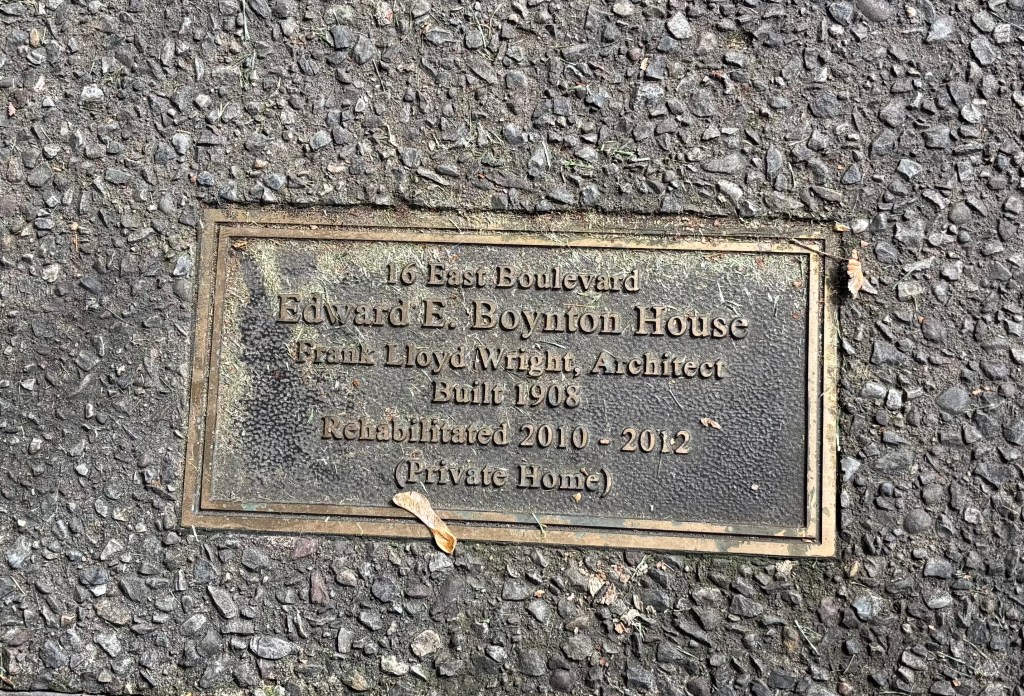 16 East Boulevard
Edward E. Boynton House
Frank Lloyd Wright, Architect
Built 1908
Rehabilitated 2010 - 2012
(Private Home)